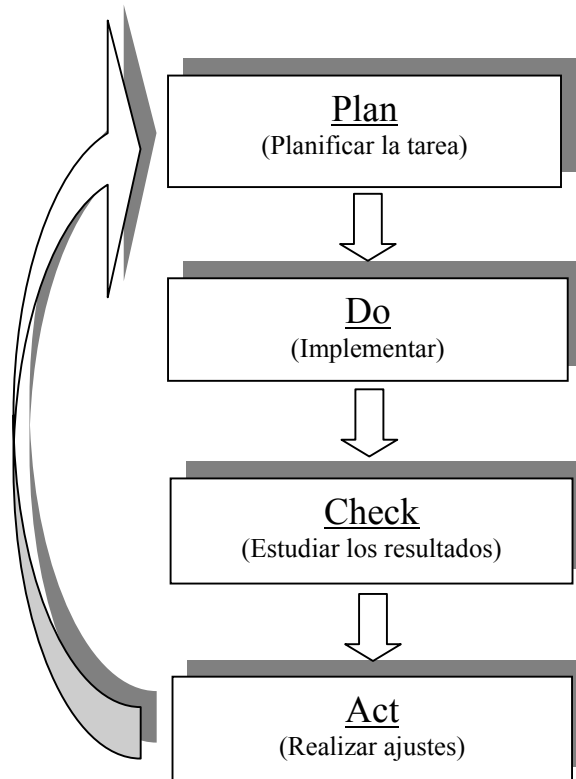 Plan
(Planificar la tarea)
Do
(Implementar)
Check
(Estudiar los resultados)
Act
(Realizar ajustes)